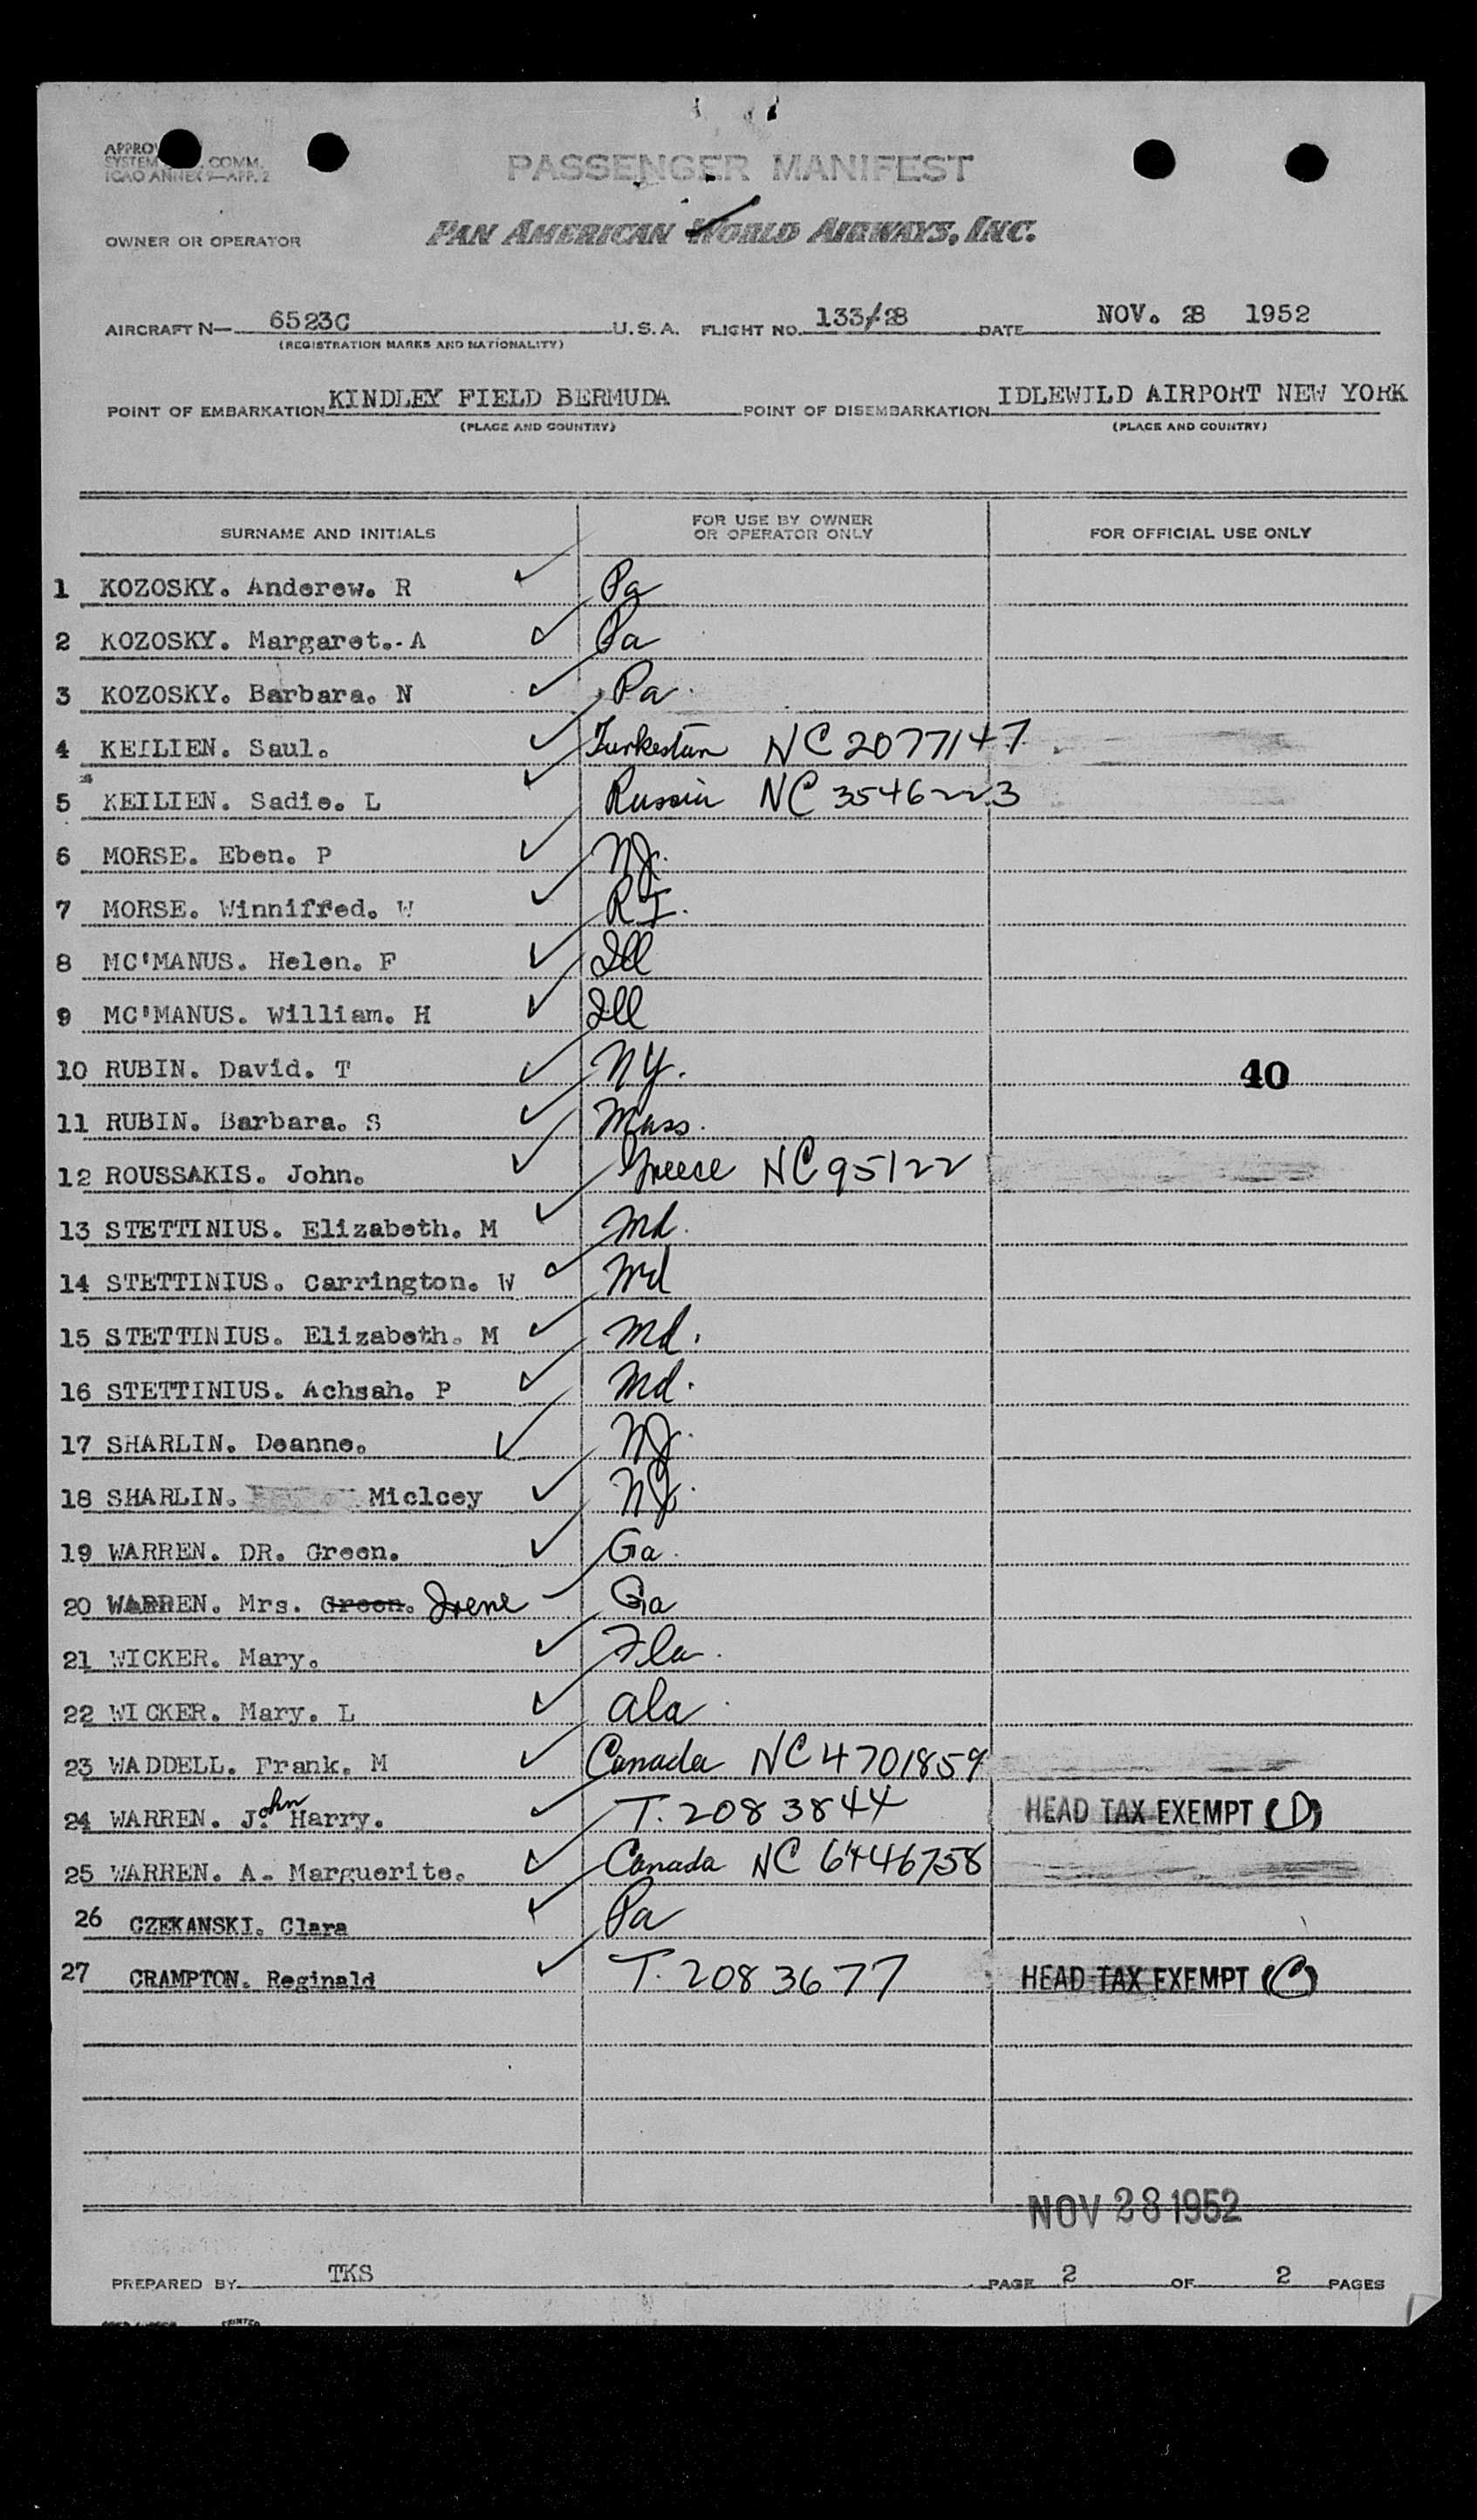 PASSENGER MANIFEST
SYSTEM COMM.
ICAO ANNEX 9—APP. 2
OWNER OR OPERATOR PAN AMERICAN WORLD AIRWAYS, INC.
AIRCRAFT N— 6523C U.S.A. FLIGHT NO. 133/28 DATE NOV. 28 1952
(REGISTRATION MARKS AND NATIONALITY)
POINT OF EMBARKATION KINDLEY FIELD BERMUDA POINT OF DISEMBARKATION IDLEWILD AIRPORT NEW YORK
(PLACE AND COUNTRY) (PLACE AND COUNTRY)
SURNAME AND INITIALS FOR USE BY OWNER OR OPERATOR ONLY FOR OFFICIAL USE ONLY
1 KOZOSKY. Anderew. R Pa
2 KOZOSKY. Margaret. A Pa
3 KOZOSKY. Barbara. N Pa.
4 KEILIEN. Saul. Turkestan NC 2077147
5 KEILIEN. Sadie. L Russia NC 3546223
6 MORSE. Eben. P NJ.
7 MORSE. Winnifred. W R I.
8 MC'MANUS. Helen. F Ill
9 MC'MANUS. William. H Ill
10 RUBIN. David. T NY. 40
11 RUBIN. Barbara. S Mass.
12 ROUSSAKIS. John. Greece NC 95122
13 STETTINIUS. Elizabeth. M Md.
14 STETTINIUS. Carrington. W Md
15 STETTINIUS. Elizabeth. M Md.
16 STETTINIUS. Achsah. P Md.
17 SHARLIN. Deanne. NJ.
18 SHARLIN. Miclcey NJ.
19 WARREN. DR. Green. Ga.
20 WARREN. Mrs. Green. Irene Ga
21 WICKER. Mary. Fla.
22 WICKER. Mary. L Ala.
23 WADDELL. Frank. M Canada NC 4701859
24 WARREN. J. John Harry. T. 2083844 HEAD TAX EXEMPT (D)
25 WARREN. A. Marguerite. Canada NC 6446758
26 CZEKANSKI. Clara Pa
27 CRAMPTON. Reginald T. 2083677 HEAD TAX EXEMPT (C)
NOV 28 1952
PREPARED BY TKS PAGE 2 OF 2 PAGES